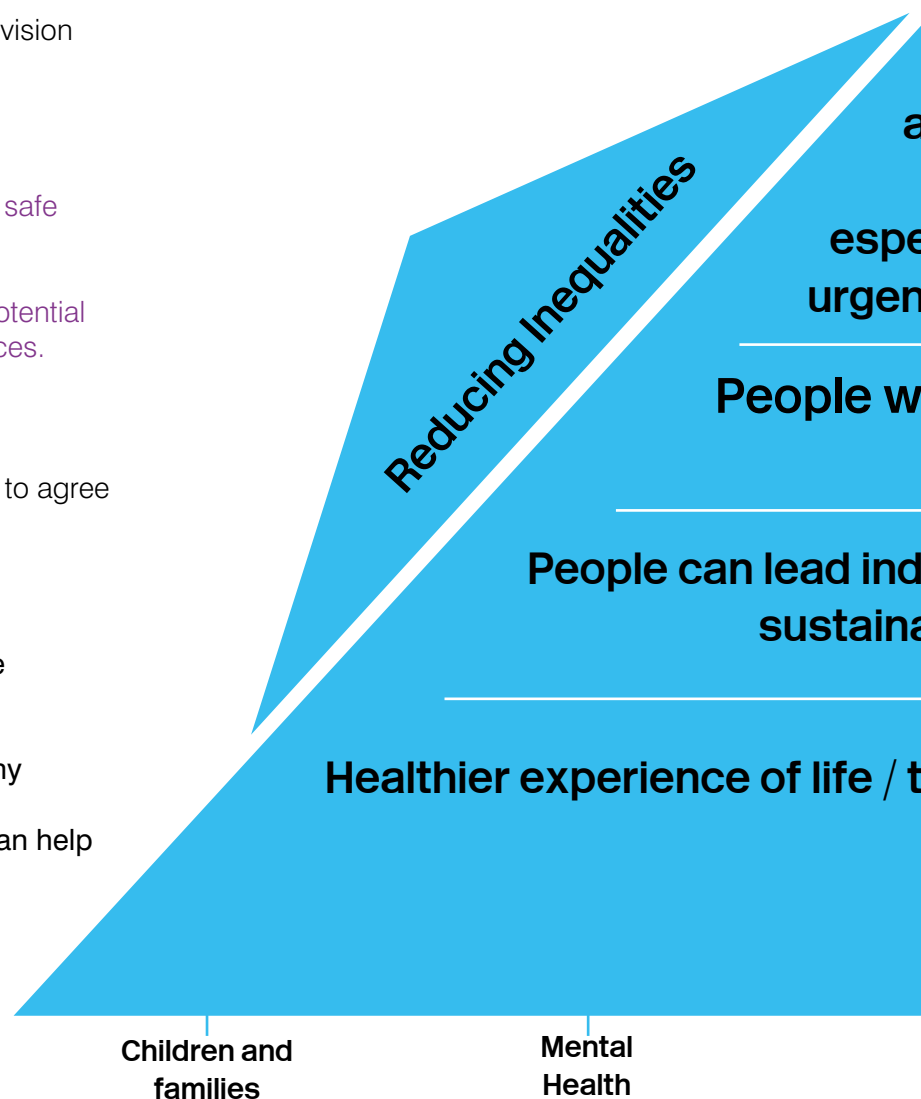 vision
safe
otential
ces.
to agree
e
ny
an help
Reducing Inequalities
a
espe
urgen
People w
People can lead ind
sustaina
Healthier experience of life / t
Children and
families
Mental
Health